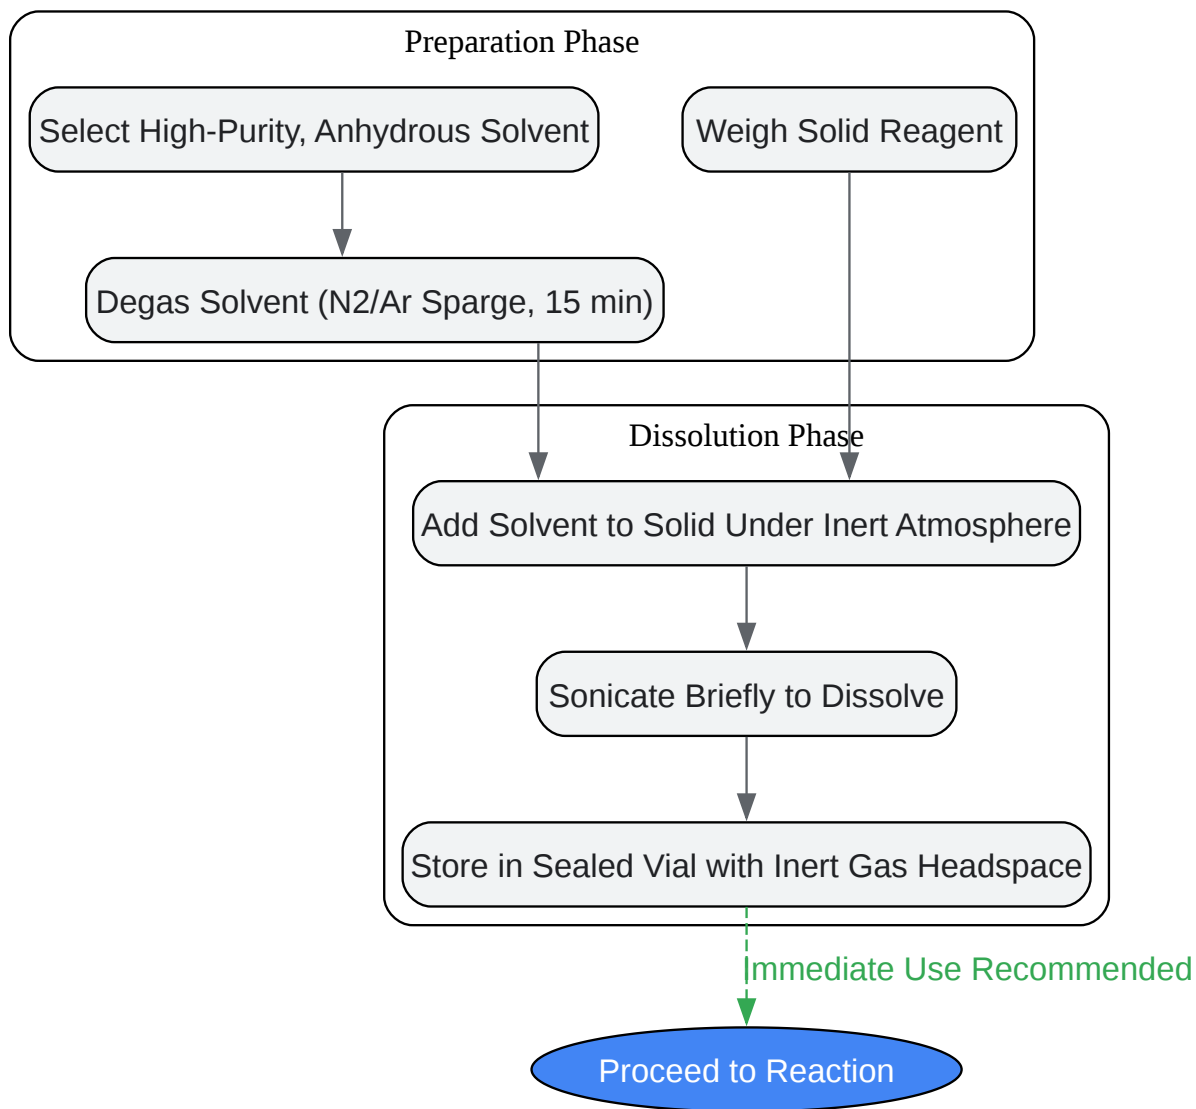 Preparation Phase
Select High-Purity, Anhydrous Solvent
Weigh Solid Reagent
Degas Solvent (N2/Ar Sparge, 15 min)
Dissolution Phase
Add Solvent to Solid Under Inert Atmosphere
Sonicate Briefly to Dissolve
Store in Sealed Vial with Inert Gas Headspace
Immediate Use Recommended
Proceed to Reaction